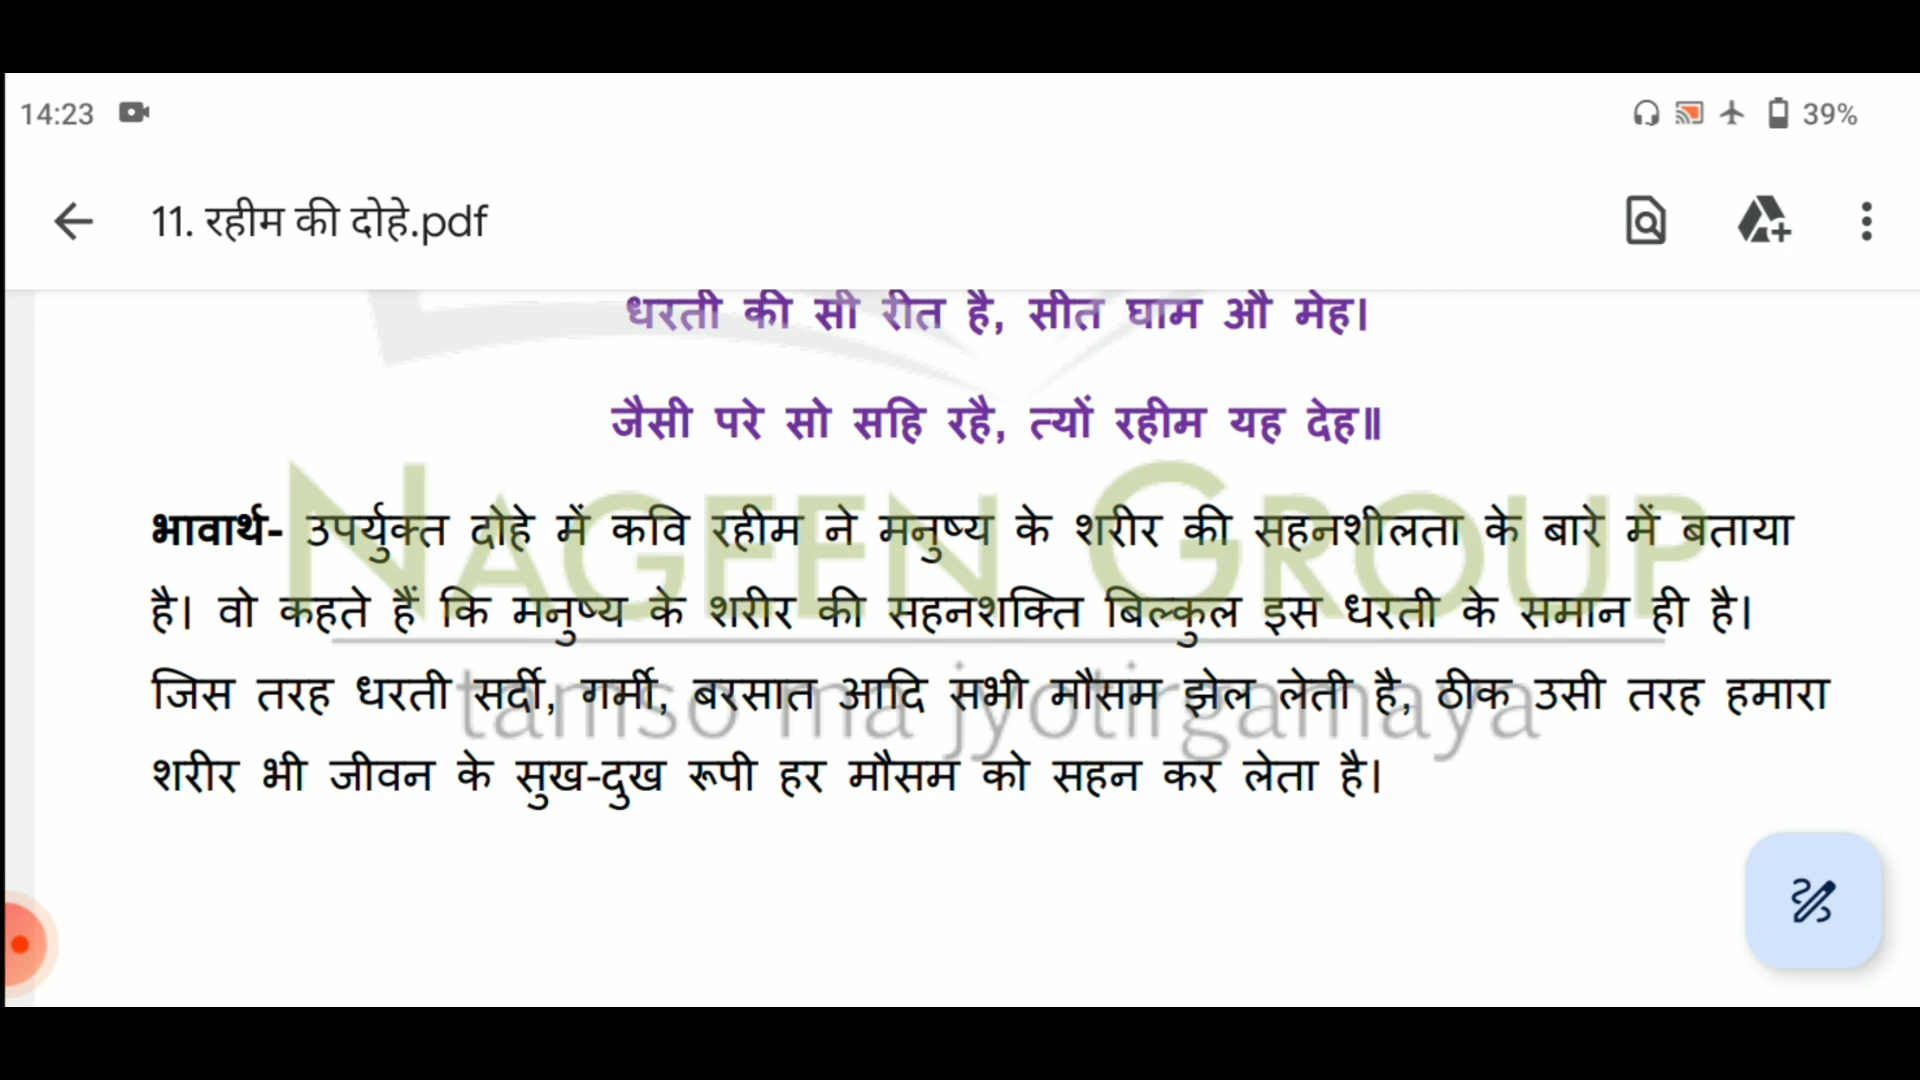 14:23
39%
11. रहीम की दोहे.pdf
धरती की सी रीत है, सीत घाम औ मेह।
जैसी परे सो सहि रहै, त्यों रहीम यह देह॥
भावार्थ- उपर्युक्त दोहे में कवि रहीम ने मनुष्य के शरीर की सहनशीलता के बारे में बताया
है। वो कहते हैं कि मनुष्य के शरीर की सहनशक्ति बिल्कुल इस धरती के समान ही है।
जिस तरह धरती सर्दी, गर्मी, बरसात आदि सभी मौसम झेल लेती है, ठीक उसी तरह हमारा
शरीर भी जीवन के सुख-दुख रूपी हर मौसम को सहन कर लेता है।
NAGEEN GROUP
tamso ma jyotirgamaya